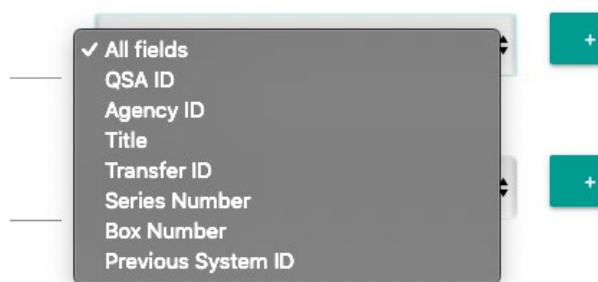 ✓ All fields
QSA ID
Agency ID
Title
Transfer ID
Series Number
Box Number
Previous System ID
+
+